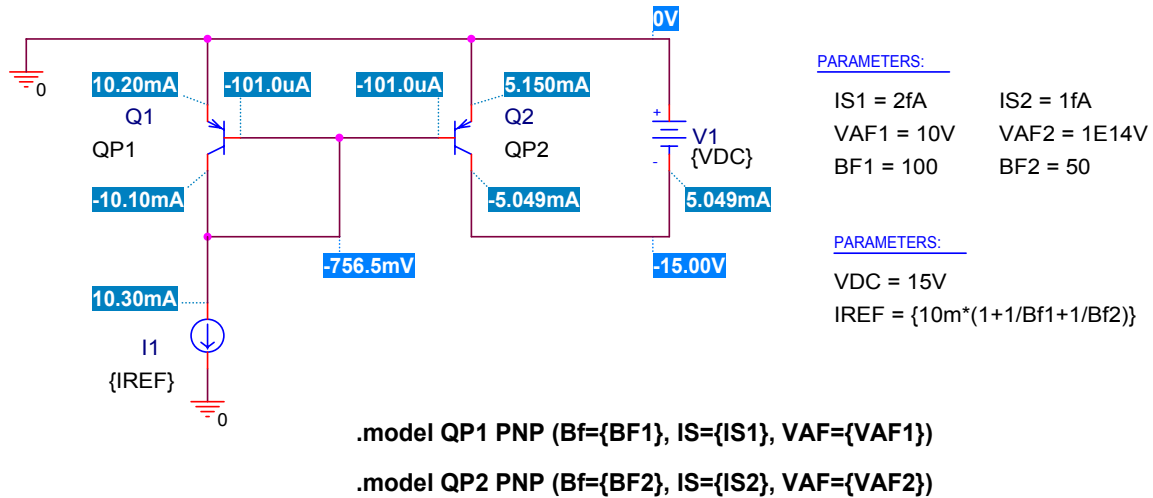 0V
0
10.20mA
-101.0uA
-101.0uA
5.150mA
Q1
Q2
QP1
QP2
+
-
V1
{VDC}
-10.10mA
-5.049mA
5.049mA
-756.5mV
-15.00V
10.30mA
I1
{IREF}
0
PARAMETERS:
IS1 = 2fA IS2 = 1fA
VAF1 = 10V VAF2 = 1E14V
BF1 = 100 BF2 = 50
PARAMETERS:
VDC = 15V
IREF = {10m*(1+1/Bf1+1/Bf2)}
.model QP1 PNP (Bf={BF1}, IS={IS1}, VAF={VAF1})
.model QP2 PNP (Bf={BF2}, IS={IS2}, VAF={VAF2})